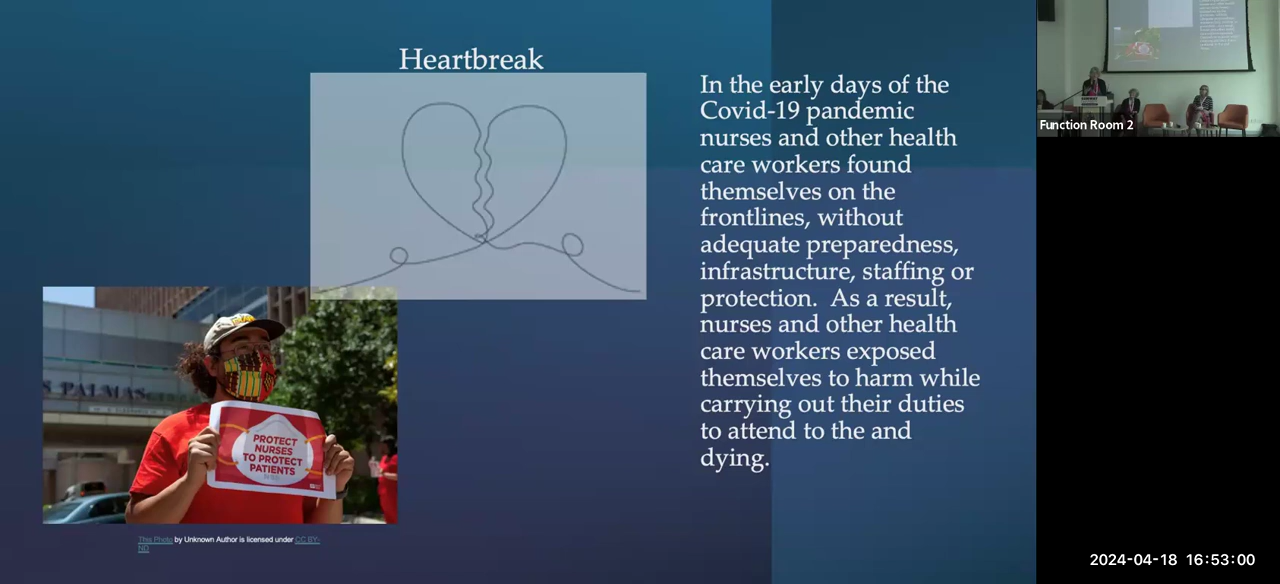 Heartbreak
In the early days of the
Covid-19 pandemic
nurses and other health
care workers found
themselves on the
frontlines, without
adequate preparedness,
infrastructure, staffing or
protection.  As a result,
nurses and other health
care workers exposed
themselves to harm while
carrying out their duties
to attend to the and
dying.
S PALMAS
PROTECT
NURSES
TO PROTECT
PATIENTS
This Photo by Unknown Author is licensed under CC BY-
ND
Function Room 2
2024-04-18 16:53:00